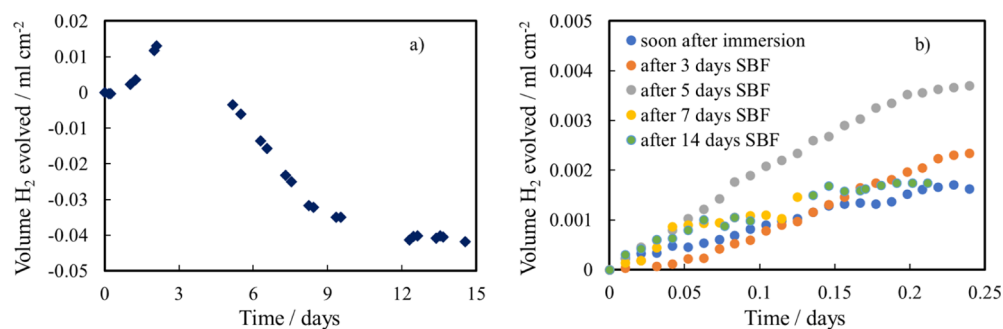 a)
Volume H2 evolved / ml cm-2
0.02
0.01
0
-0.01
-0.02
-0.03
-0.04
-0.05
0 3 6 9 12 15
Time / days
b)
Volume H2 evolved / ml cm-2
0.005
0.004
0.003
0.002
0.001
0
soon after immersion
after 3 days SBF
after 5 days SBF
after 7 days SBF
after 14 days SBF
0 0.05 0.1 0.15 0.2 0.25
Time / days